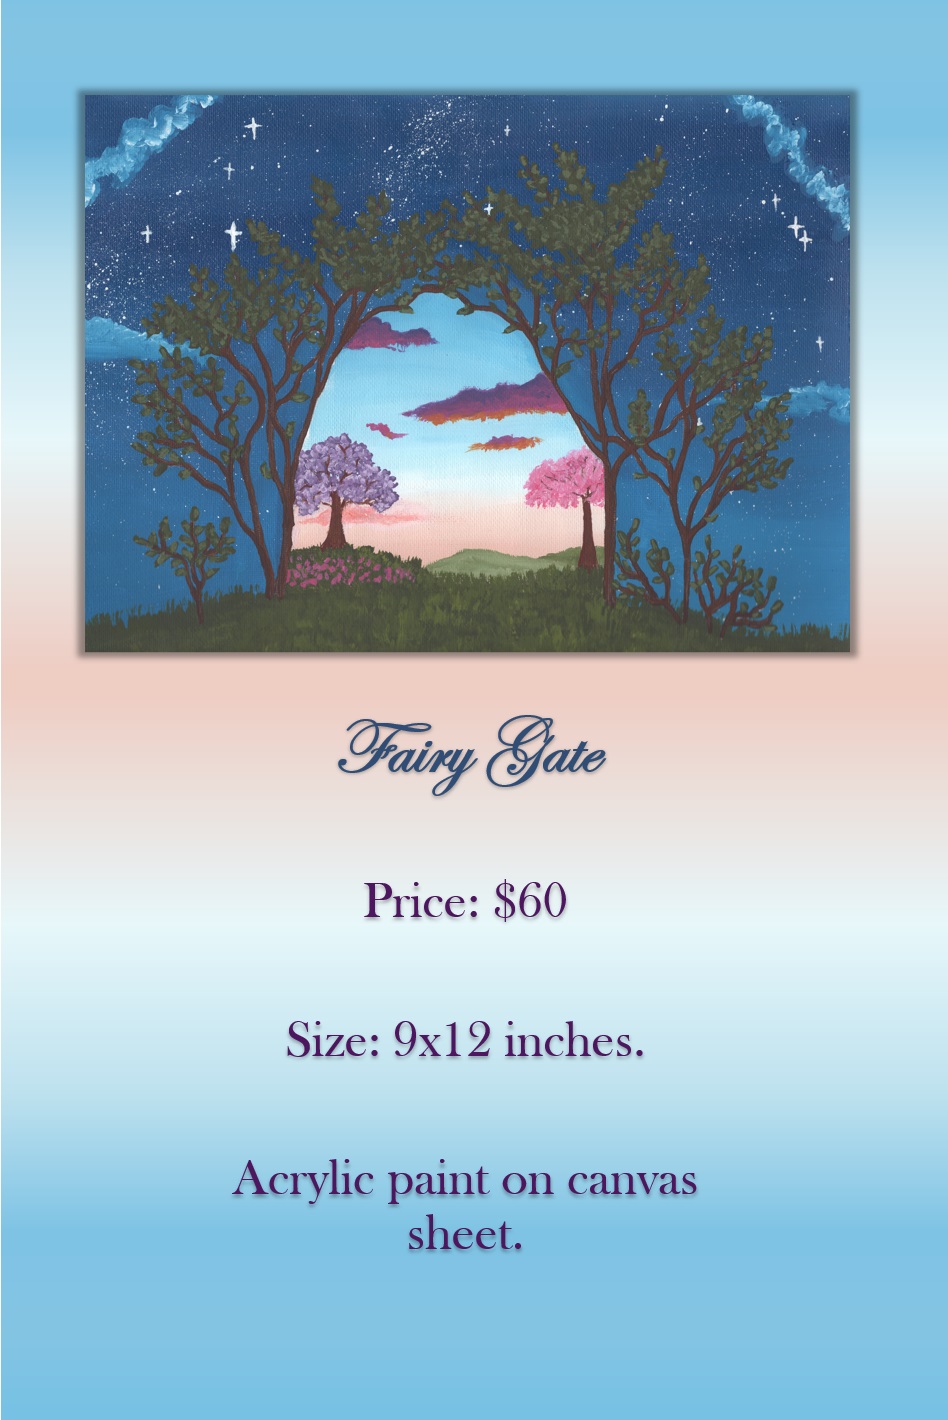 Fairy Gate
Price: $60
Size: 9x12 inches.
Acrylic paint on canvas
sheet.